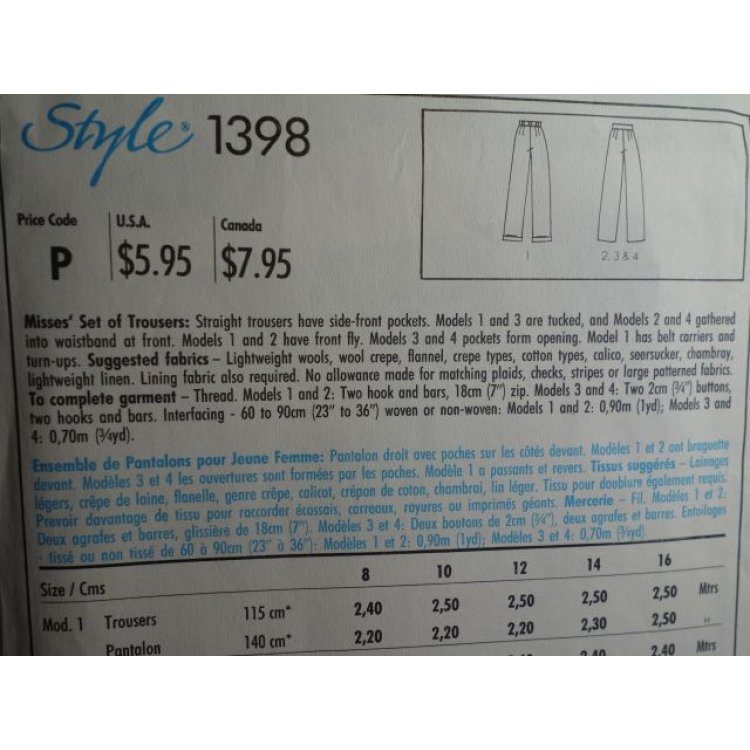 Style® 1398
Price Code
U.S.A.
Canada
P
$5.95
$7.95
1
2, 3 & 4
Misses' Set of Trousers: Straight trousers have side-front pockets. Models 1 and 3 are tucked, and Models 2 and 4 gathered
into waistband at front. Models 1 and 2 have front fly. Models 3 and 4 pockets form opening. Model 1 has belt carriers and
turn-ups. Suggested fabrics – Lightweight wools, wool crepe, flannel, crepe types, cotton types, calico, seersucker, chambray,
lightweight linen. Lining fabric also required. No allowance made for matching plaids, checks, stripes or large patterned fabrics.
To complete garment – Thread. Models 1 and 2: Two hook and bars, 18cm (7") zip. Models 3 and 4: Two 2cm (¾") buttons,
two hooks and bars. Interfacing - 60 to 90cm (23" to 36") woven or non-woven: Models 1 and 2: 0,90m (1yd); Models 3 and
4: 0,70m (¾yd).
Ensemble de Pantalons pour Jeune Femme: Pantalon droit avec poches sur les côtés devant. Modèles 1 et 2 ont braguette
devant. Modèles 3 et 4 les ouvertures sont formées par les poches. Modèle 1 a passants et revers. Tissus suggérés – Lainages
légers, crêpe de laine, flanelle, genre crêpe, calicot, crépon de coton, chambrai, lin léger. Tissu pour doublure également requis.
Prevoir davantage de tissu pour raccorder écossais, carreaux, rayures ou imprimés géants. Mercerie – Fil. Modèles 1 et 2:
Deux agrafes et barres, glissière de 18cm (7"). Modèles 3 et 4: Deux boutons de 2cm (¾"), deux agrafes et barres. Entoilages
- tissé ou non tissé de 60 à 90cm (23" à 36"): Modèles 1 et 2: 0,90m (1yd); Modèles 3 et 4: 0,70m (¾yd).
Size / Cms 8 10 12 14 16
Mod. 1 Trousers 115 cm* 2,40 2,50 2,50 2,50 2,50 Mtrs
Pantalon 140 cm* 2,20 2,20 2,20 2,30 2,50 "
2,40 2,40 Mtrs